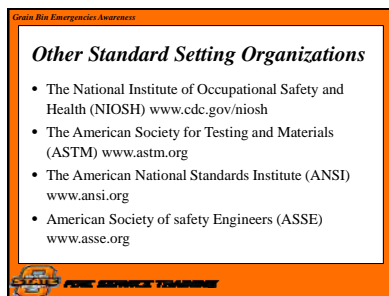 Grain Bin Emergencies Awareness
Other Standard Setting Organizations
• The National Institute of Occupational Safety and
Health (NIOSH) www.cdc.gov/niosh
• The American Society for Testing and Materials
(ASTM) www.astm.org
• The American National Standards Institute (ANSI)
www.ansi.org
• American Society of safety Engineers (ASSE)
www.asse.org
STATE FIRE SERVICE TRAINING